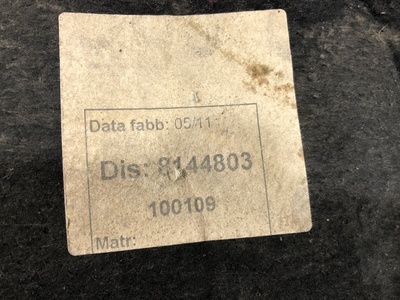 Data fabb: 05/11
Dis: 8144803
100109
Matr: